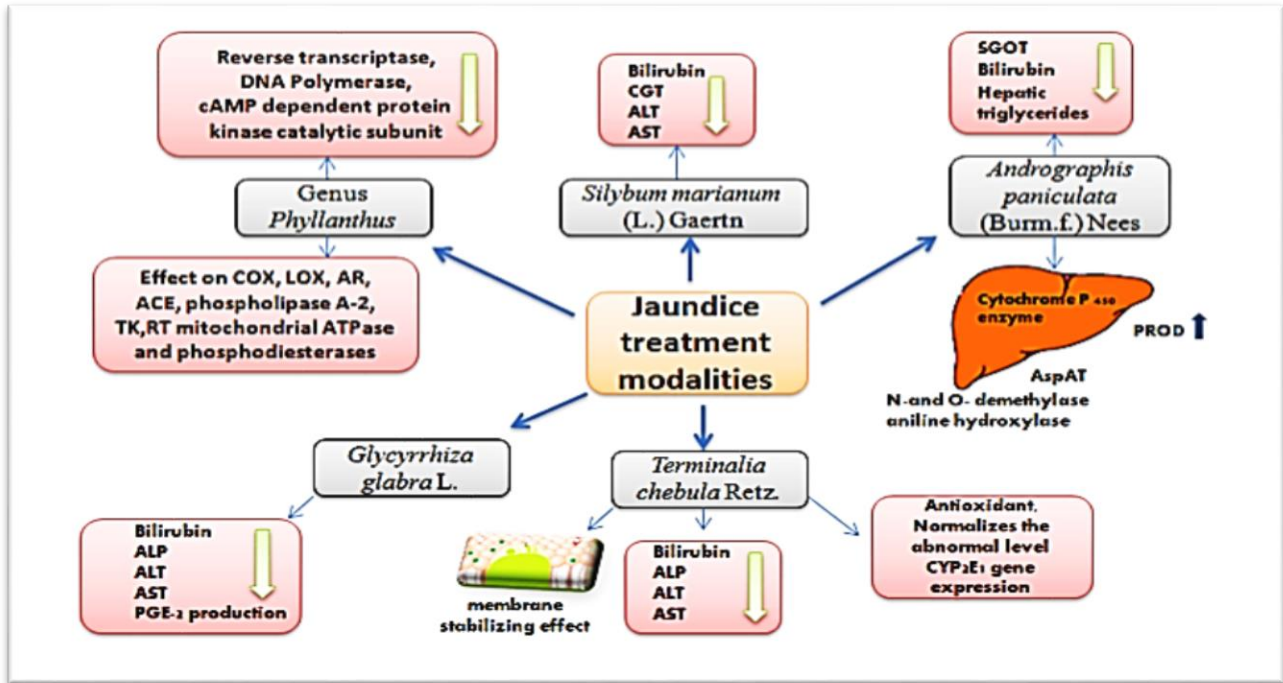 Reverse transcriptase,
DNA Polymerase,
cAMP dependent protein
kinase catalytic subunit
Bilirubin
CGT
ALT
AST
SGOT
Bilirubin
Hepatic
triglycerides
Genus
Phyllanthus
Silybum marianum
(L.) Gaertn
Andrographis
paniculata
(Burm.f.) Nees
Effect on COX, LOX, AR,
ACE, phospholipase A-2,
TK,RT mitochondrial ATPase
and phosphodiesterases
Jaundice
treatment
modalities
Cytochrome P 450
enzyme
PROD
AspAT
N-and O- demethylase
aniline hydroxylase
Glycyrrhiza
glabra L.
Terminalia
chebula Retz.
Bilirubin
ALP
ALT
AST
PGE-2 production
membrane
stabilizing effect
Bilirubin
ALP
ALT
AST
Antioxidant,
Normalizes the
abnormal level
CYP2E1 gene
expression